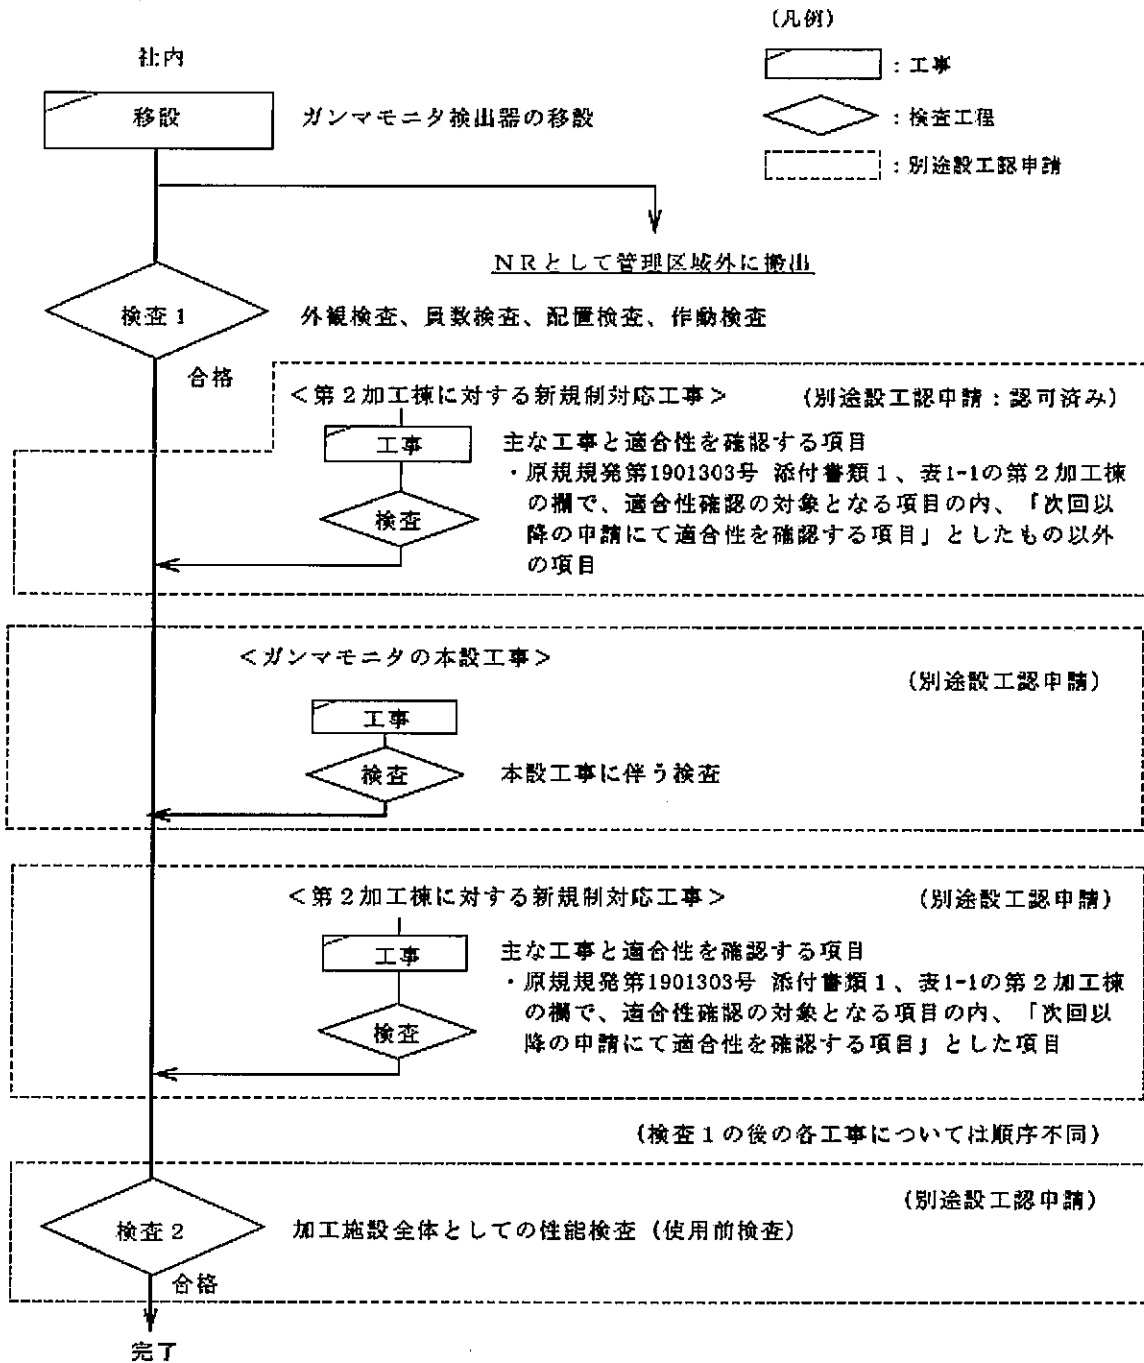 (凡例)
社内
：工事
移設
ガンマモニタ検出器の移設
：検査工程
：別途設工認申請
NRとして管理区域外に搬出
検査1
外観検査、員数検査、配置検査、作動検査
合格
＜第2加工棟に対する新規制対応工事＞
(別途設工認申請：認可済み)
工事
主な工事と適合性を確認する項目
・原規規発第1901303号 添付書類1、表1-1の第2加工棟
の欄で、適合性確認の対象となる項目の内、「次回以
降の申請にて適合性を確認する項目」としたもの以外
の項目
検査
＜ガンマモニタの本設工事＞
(別途設工認申請)
工事
検査
本設工事に伴う検査
＜第2加工棟に対する新規制対応工事＞
(別途設工認申請)
工事
主な工事と適合性を確認する項目
・原規規発第1901303号 添付書類1、表1-1の第2加工棟
の欄で、適合性確認の対象となる項目の内、「次回以
降の申請にて適合性を確認する項目」とした項目
検査
(検査1の後の各工事については順序不同)
(別途設工認申請)
検査2
加工施設全体としての性能検査 (使用前検査)
合格
完了